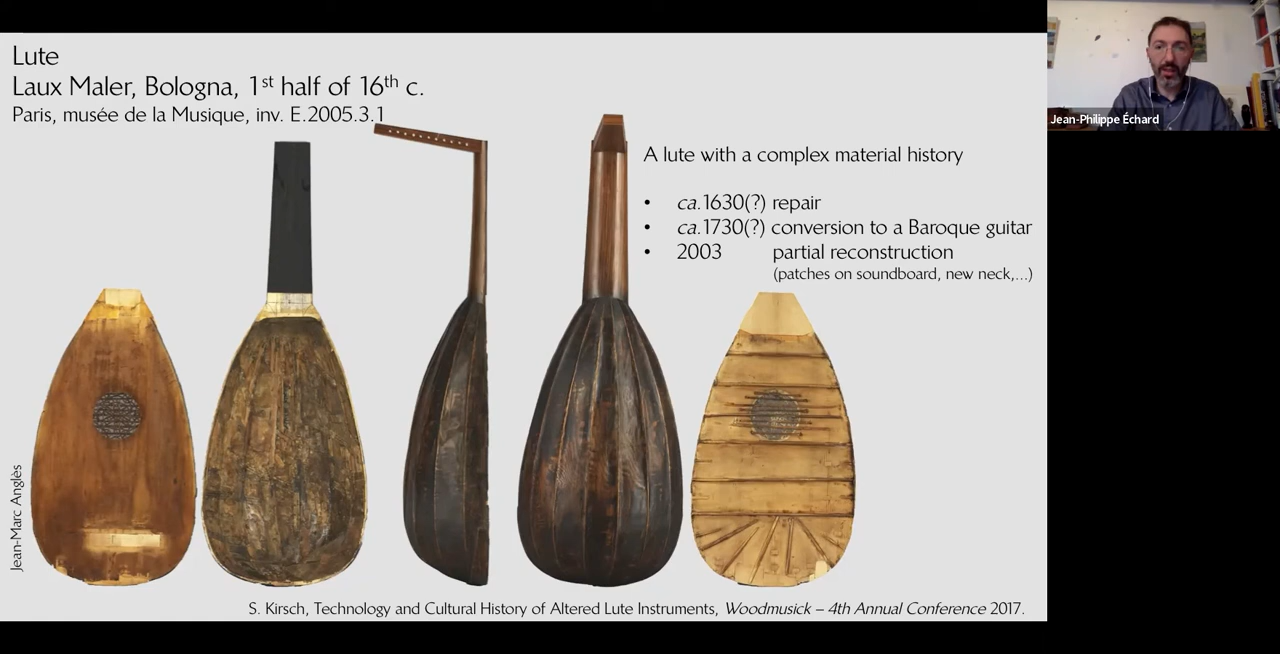 Lute
Laux Maler, Bologna, 1st half of 16th c.
Paris, musée de la Musique, inv. E.2005.3.1
A lute with a complex material history
• ca.1630(?) repair
• ca.1730(?) conversion to a Baroque guitar
• 2003 partial reconstruction
(patches on soundboard, new neck,...)
Jean-Marc Anglès
S. Kirsch, Technology and Cultural History of Altered Lute Instruments, Woodmusick – 4th Annual Conference 2017.
Jean-Philippe Échard